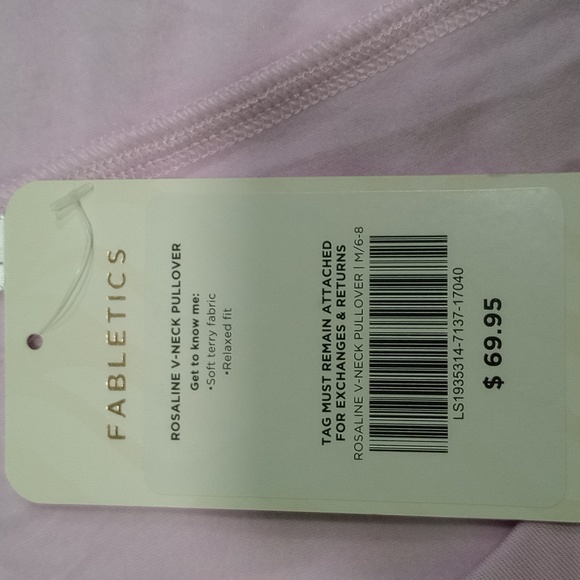 FABLETICS
ROSALINE V-NECK PULLOVER
Get to know me:
•Soft terry fabric
•Relaxed fit
TAG MUST REMAIN ATTACHED
FOR EXCHANGES & RETURNS
ROSALINE V-NECK PULLOVER | M/6-8
LS1935314-7137-17040
$ 69.95